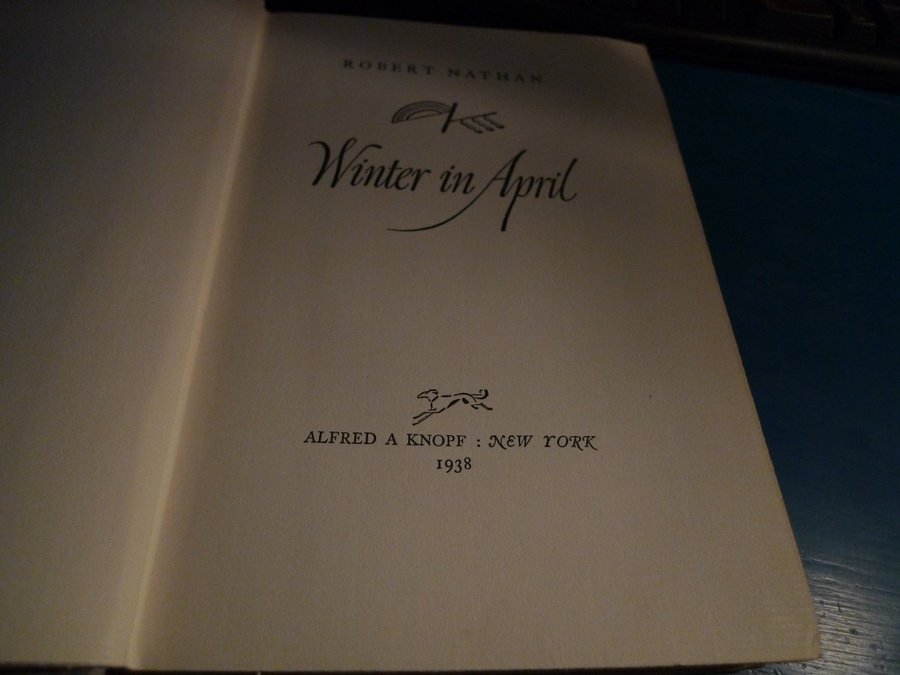 ROBERT NATHAN
Winter in April
ALFRED A KNOPF : NEW YORK
1938